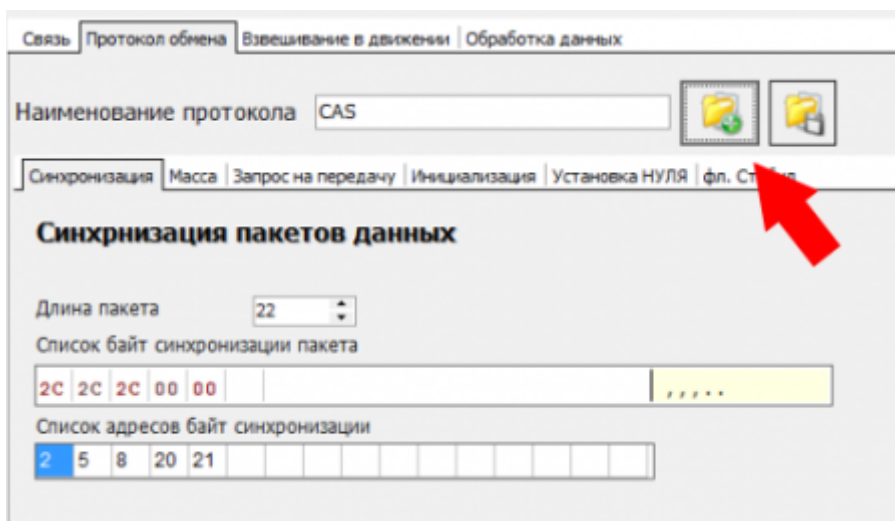 Связь Протокол обмена Взвешивание в движении Обработка данных
Наименование протокола CAS
Синхронизация Масса Запрос на передачу Инициализация Установка НУЛЯ фл.
Синхрнизация пакетов данных
Длина пакета 22
Список байт синхронизации пакета
2C 2C 2C 00 00 ,,,..
Список адресов байт синхронизации
2 5 8 20 21